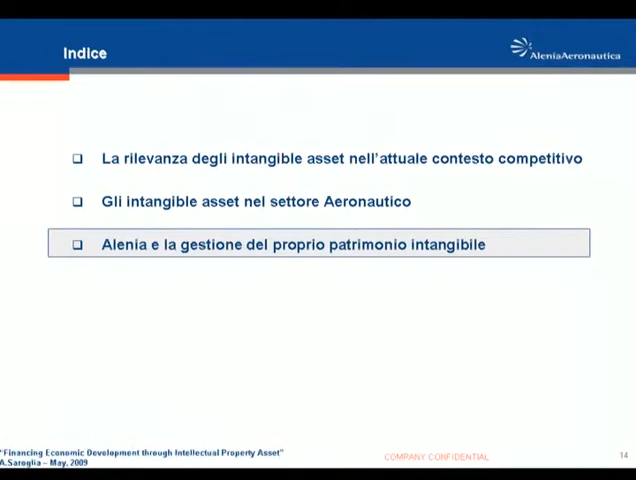 Indice
AleniaAeronautica
La rilevanza degli intangible asset nell'attuale contesto competitivo
Gli intangible asset nel settore Aeronautico
Alenia e la gestione del proprio patrimonio intangibile
"Financing Economic Development through Intellectual Property Asset"
A.Saroglia – May, 2009
COMPANY CONFIDENTIAL
14